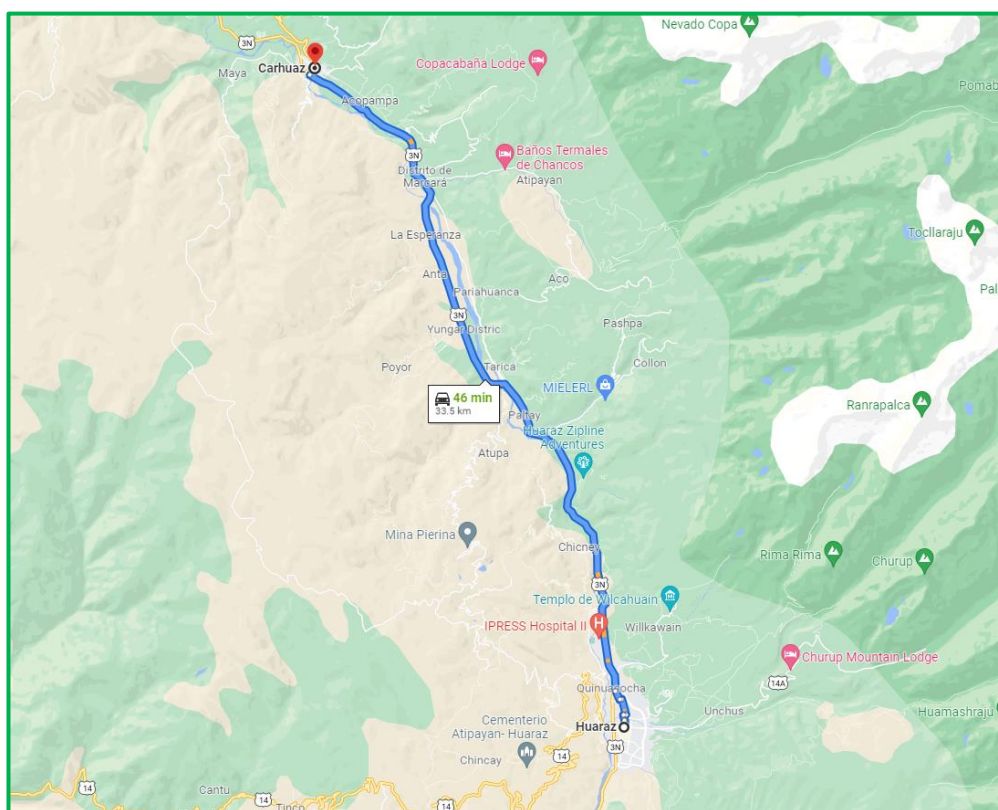 Nevado Copa
3N
Carhuaz
Maya
Copacabaña Lodge
Pomab
Acopampa
3N
Baños Termales
de Chancos
Distrito de
Marcará
Atipayan
La Esperanza
Tocllaraju
Anta
Aco
Pariahuanca
Pal
3N
Yungar Distric
Pashpa
Poyor
Tarica
Collon
46 min
33.5 km
MIELERL
Paltay
Ranrapalca
Huaraz Zipline
Adventures
Atupa
Mina Pierina
Chicney
Rima Rima
Churup
3N
Templo de Wilcahuain
IPRESS Hospital II
Willkawain
Churup Mountain Lodge
14A
Quinuacocha
Unchus
Huamashraju
Cementerio
Atipayan- Huaraz
Huaraz
3N
Chincay
14
14
Cantu
14
Tinco
14